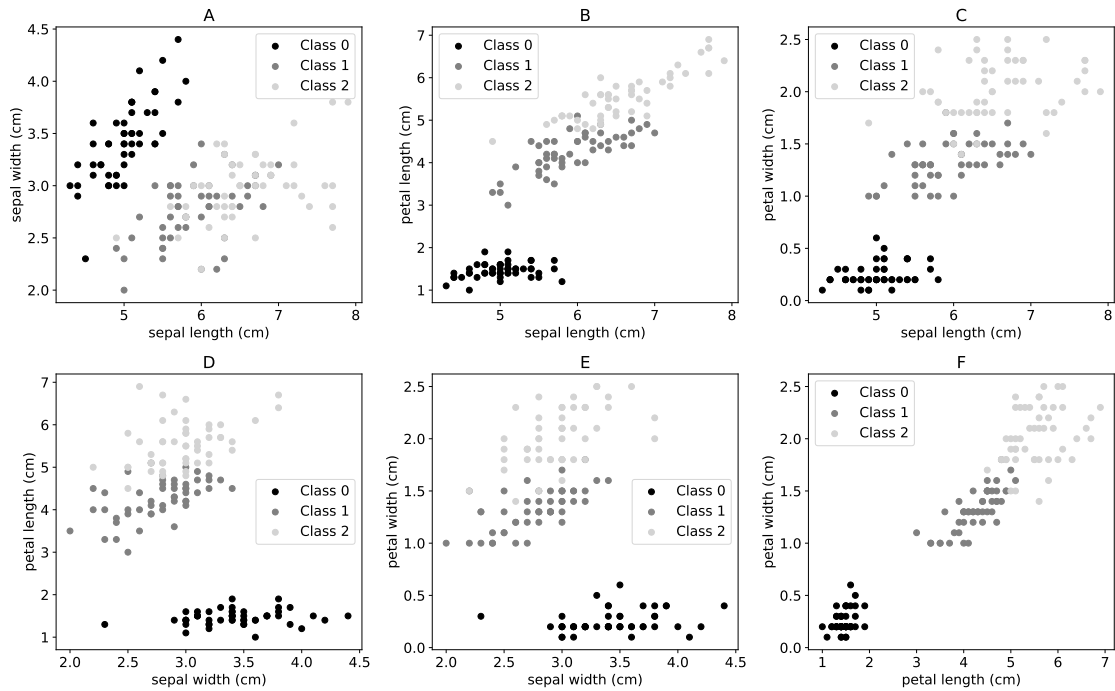 A
4.5
4.0
3.5
3.0
2.5
2.0
sepal width (cm)
Class 0
Class 1
Class 2
5
6
7
8
sepal length (cm)
B
7
6
5
4
3
2
1
petal length (cm)
Class 0
Class 1
Class 2
5
6
7
8
sepal length (cm)
C
2.5
2.0
1.5
1.0
0.5
0.0
petal width (cm)
Class 0
Class 1
Class 2
5
6
7
8
sepal length (cm)
D
7
6
5
4
3
2
1
petal length (cm)
Class 0
Class 1
Class 2
2.0
2.5
3.0
3.5
4.0
4.5
sepal width (cm)
E
2.5
2.0
1.5
1.0
0.5
0.0
petal width (cm)
Class 0
Class 1
Class 2
2.0
2.5
3.0
3.5
4.0
4.5
sepal width (cm)
F
2.5
2.0
1.5
1.0
0.5
0.0
petal width (cm)
Class 0
Class 1
Class 2
1
2
3
4
5
6
7
petal length (cm)